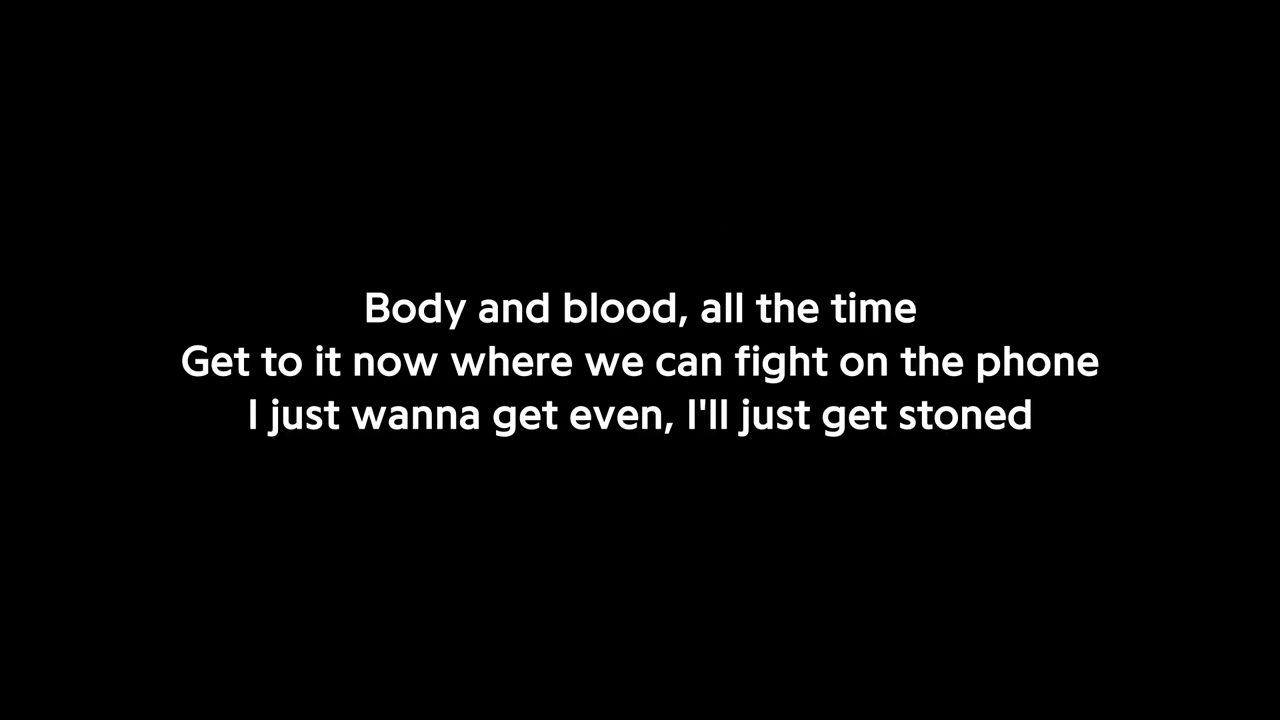 Body and blood, all the time
Get to it now where we can fight on the phone
I just wanna get even, I'll just get stoned